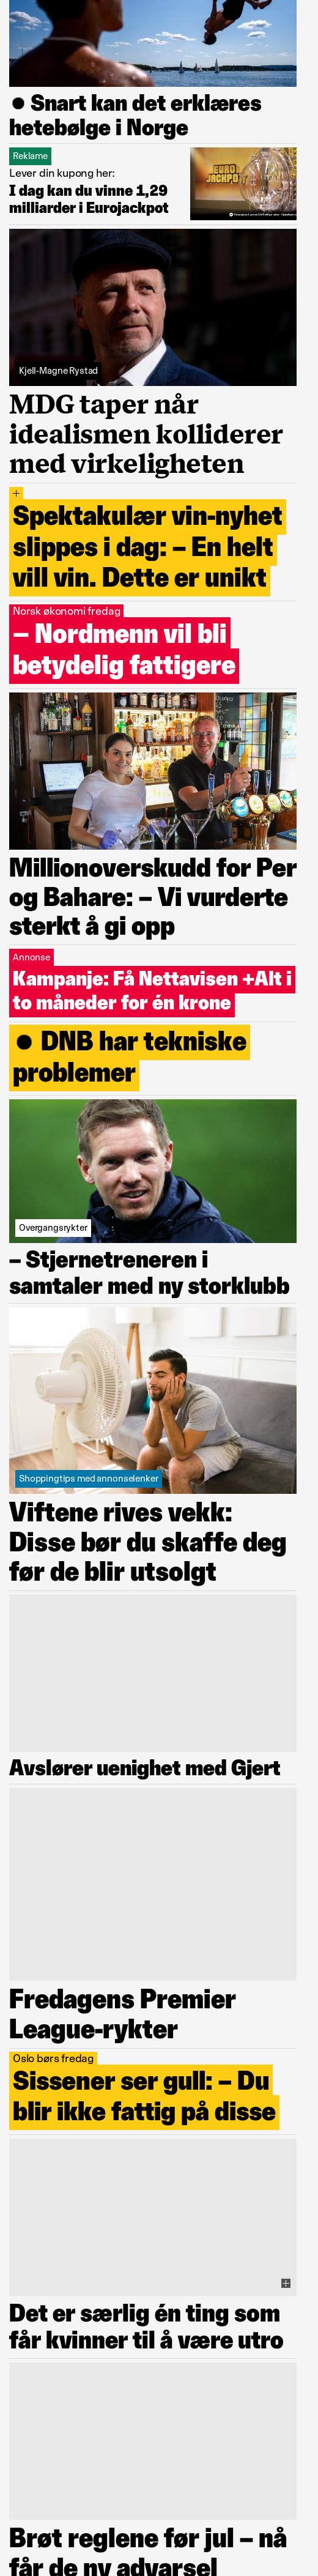 Snart kan det erklæres
hetebølge i Norge
Reklame
Lever din kupong her:
I dag kan du vinne 1,29
milliarder i Eurojackpot
EURO
JACKPOT
Kjell-Magne Rystad
MDG taper når
idealismen kolliderer
med virkeligheten
+
Spektakulær vin-nyhet
slippes i dag: – En helt
vill vin. Dette er unikt
Norsk økonomi fredag
– Nordmenn vil bli
betydelig fattigere
Millionoverskudd for Per
og Bahare: – Vi vurderte
sterkt å gi opp
Annonse
Kampanje: Få Nettavisen +Alt i
to måneder for én krone
DNB har tekniske
problemer
Overgangsrykter
– Stjernetreneren i
samtaler med ny storklubb
Shoppingtips med annonselenker
Viftene rives vekk:
Disse bør du skaffe deg
før de blir utsolgt
Avslører uenighet med Gjert
Fredagens Premier
League-rykter
Oslo børs fredag
Sissener ser gull: – Du
blir ikke fattig på disse
Det er særlig én ting som
får kvinner til å være utro
Brøt reglene før jul – nå
får de ny advarsel